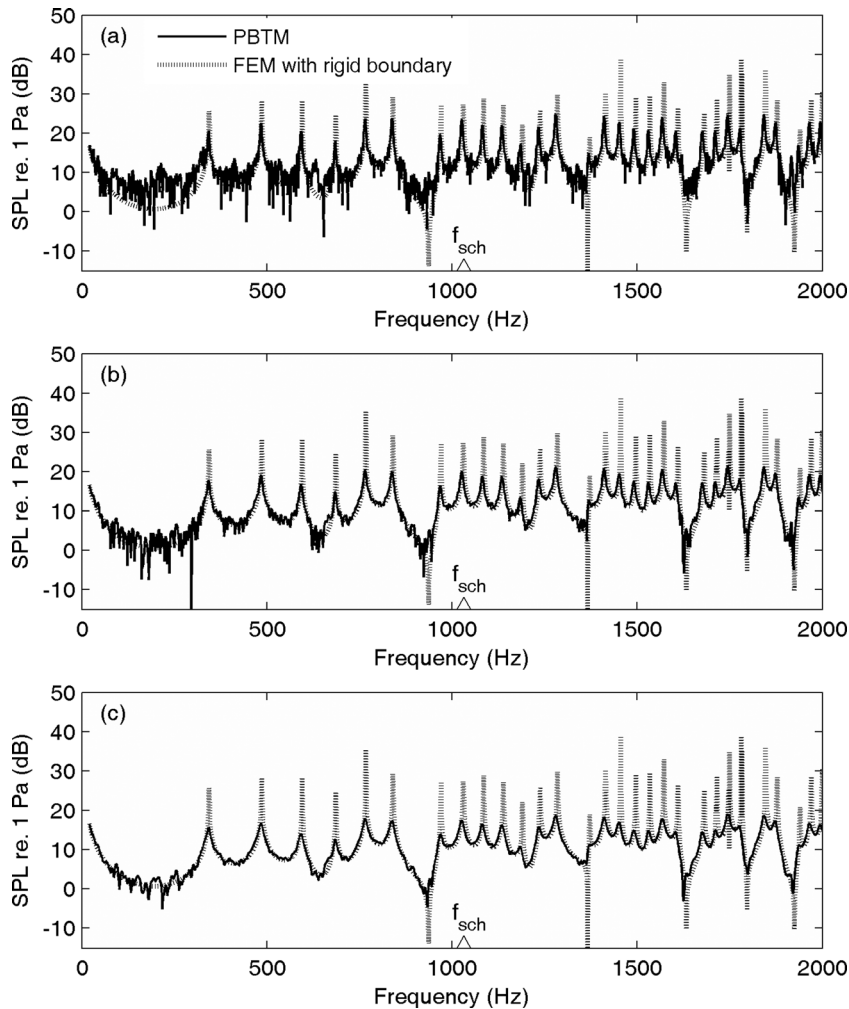 50
40
30
20
10
0
-10
SPL re. 1 Pa (dB)
(a)
PBTM
FEM with rigid boundary
f_sch
0 500 1000 1500 2000
Frequency (Hz)
50
40
30
20
10
0
-10
SPL re. 1 Pa (dB)
(b)
f_sch
0 500 1000 1500 2000
Frequency (Hz)
50
40
30
20
10
0
-10
SPL re. 1 Pa (dB)
(c)
f_sch
0 500 1000 1500 2000
Frequency (Hz)